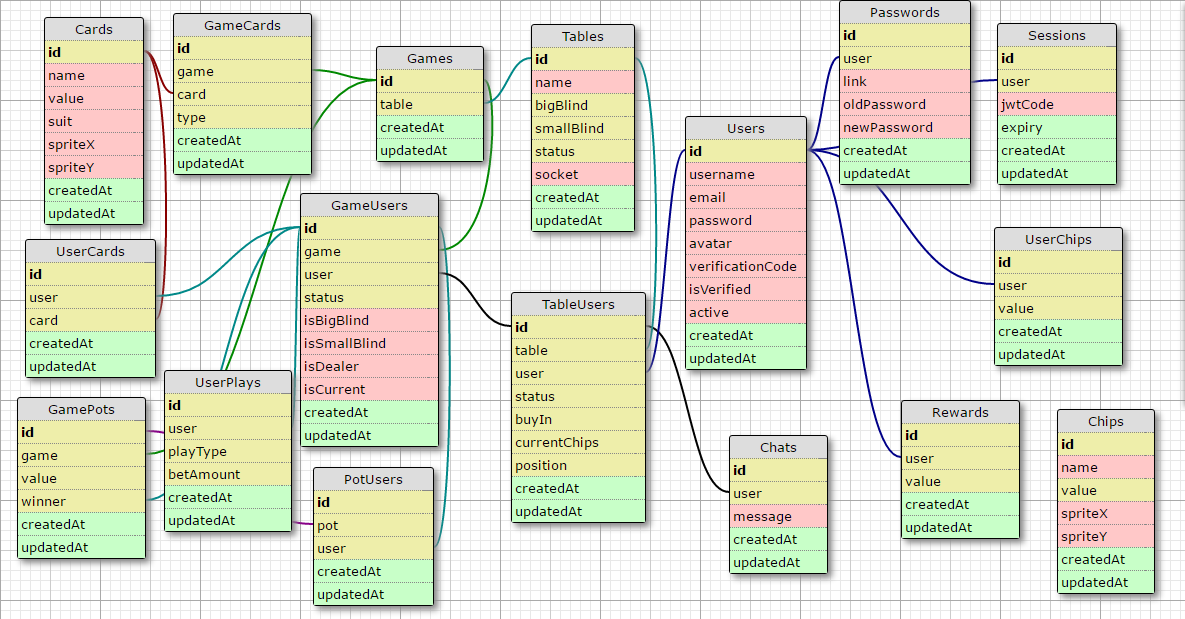 Cards
id
name
value
suit
spriteX
spriteY
createdAt
updatedAt
GameCards
id
game
card
type
createdAt
updatedAt
Games
id
table
createdAt
updatedAt
Tables
id
name
bigBlind
smallBlind
status
socket
createdAt
updatedAt
Passwords
id
user
link
oldPassword
newPassword
createdAt
updatedAt
Sessions
id
user
jwtCode
expiry
createdAt
updatedAt
Users
id
username
email
password
avatar
verificationCode
isVerified
active
createdAt
updatedAt
UserCards
id
user
card
createdAt
updatedAt
GameUsers
id
game
user
status
isBigBlind
isSmallBlind
isDealer
isCurrent
createdAt
updatedAt
TableUsers
id
table
user
status
buyIn
currentChips
position
createdAt
updatedAt
UserChips
id
user
value
createdAt
updatedAt
GamePots
id
game
value
winner
createdAt
updatedAt
UserPlays
id
user
playType
betAmount
createdAt
updatedAt
PotUsers
id
pot
user
createdAt
updatedAt
Chats
id
user
message
createdAt
updatedAt
Rewards
id
user
value
createdAt
updatedAt
Chips
id
name
value
spriteX
spriteY
createdAt
updatedAt